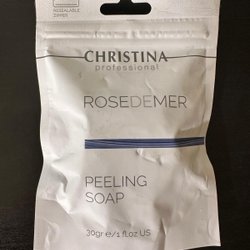 RESEALABLE
ZIPPER
CHRISTINA
professional
ROSEDEMER
PEELING
SOAP
30gr e/1 fl.oz US